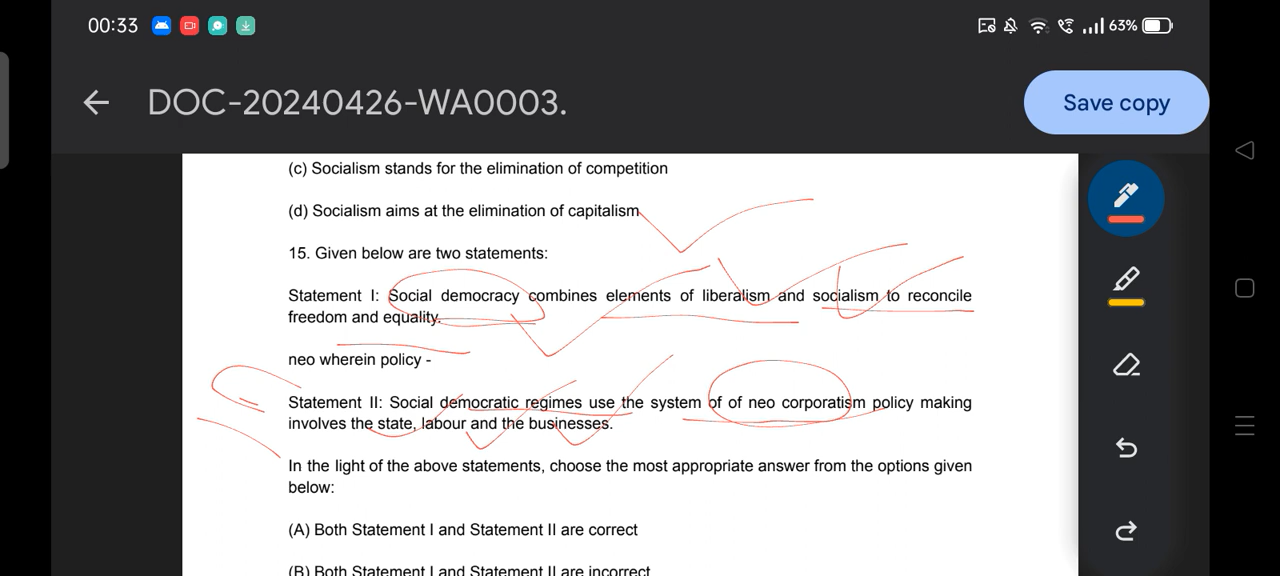 00:33
63%
DOC-20240426-WA0003.
Save copy
(c) Socialism stands for the elimination of competition
(d) Socialism aims at the elimination of capitalism
15. Given below are two statements:
Statement I: Social democracy combines elements of liberalism and socialism to reconcile
freedom and equality.
neo wherein policy -
Statement II: Social democratic regimes use the system of of neo corporatism policy making
involves the state, labour and the businesses.
In the light of the above statements, choose the most appropriate answer from the options given
below:
(A) Both Statement I and Statement II are correct
(B) Both Statement I and Statement II are incorrect